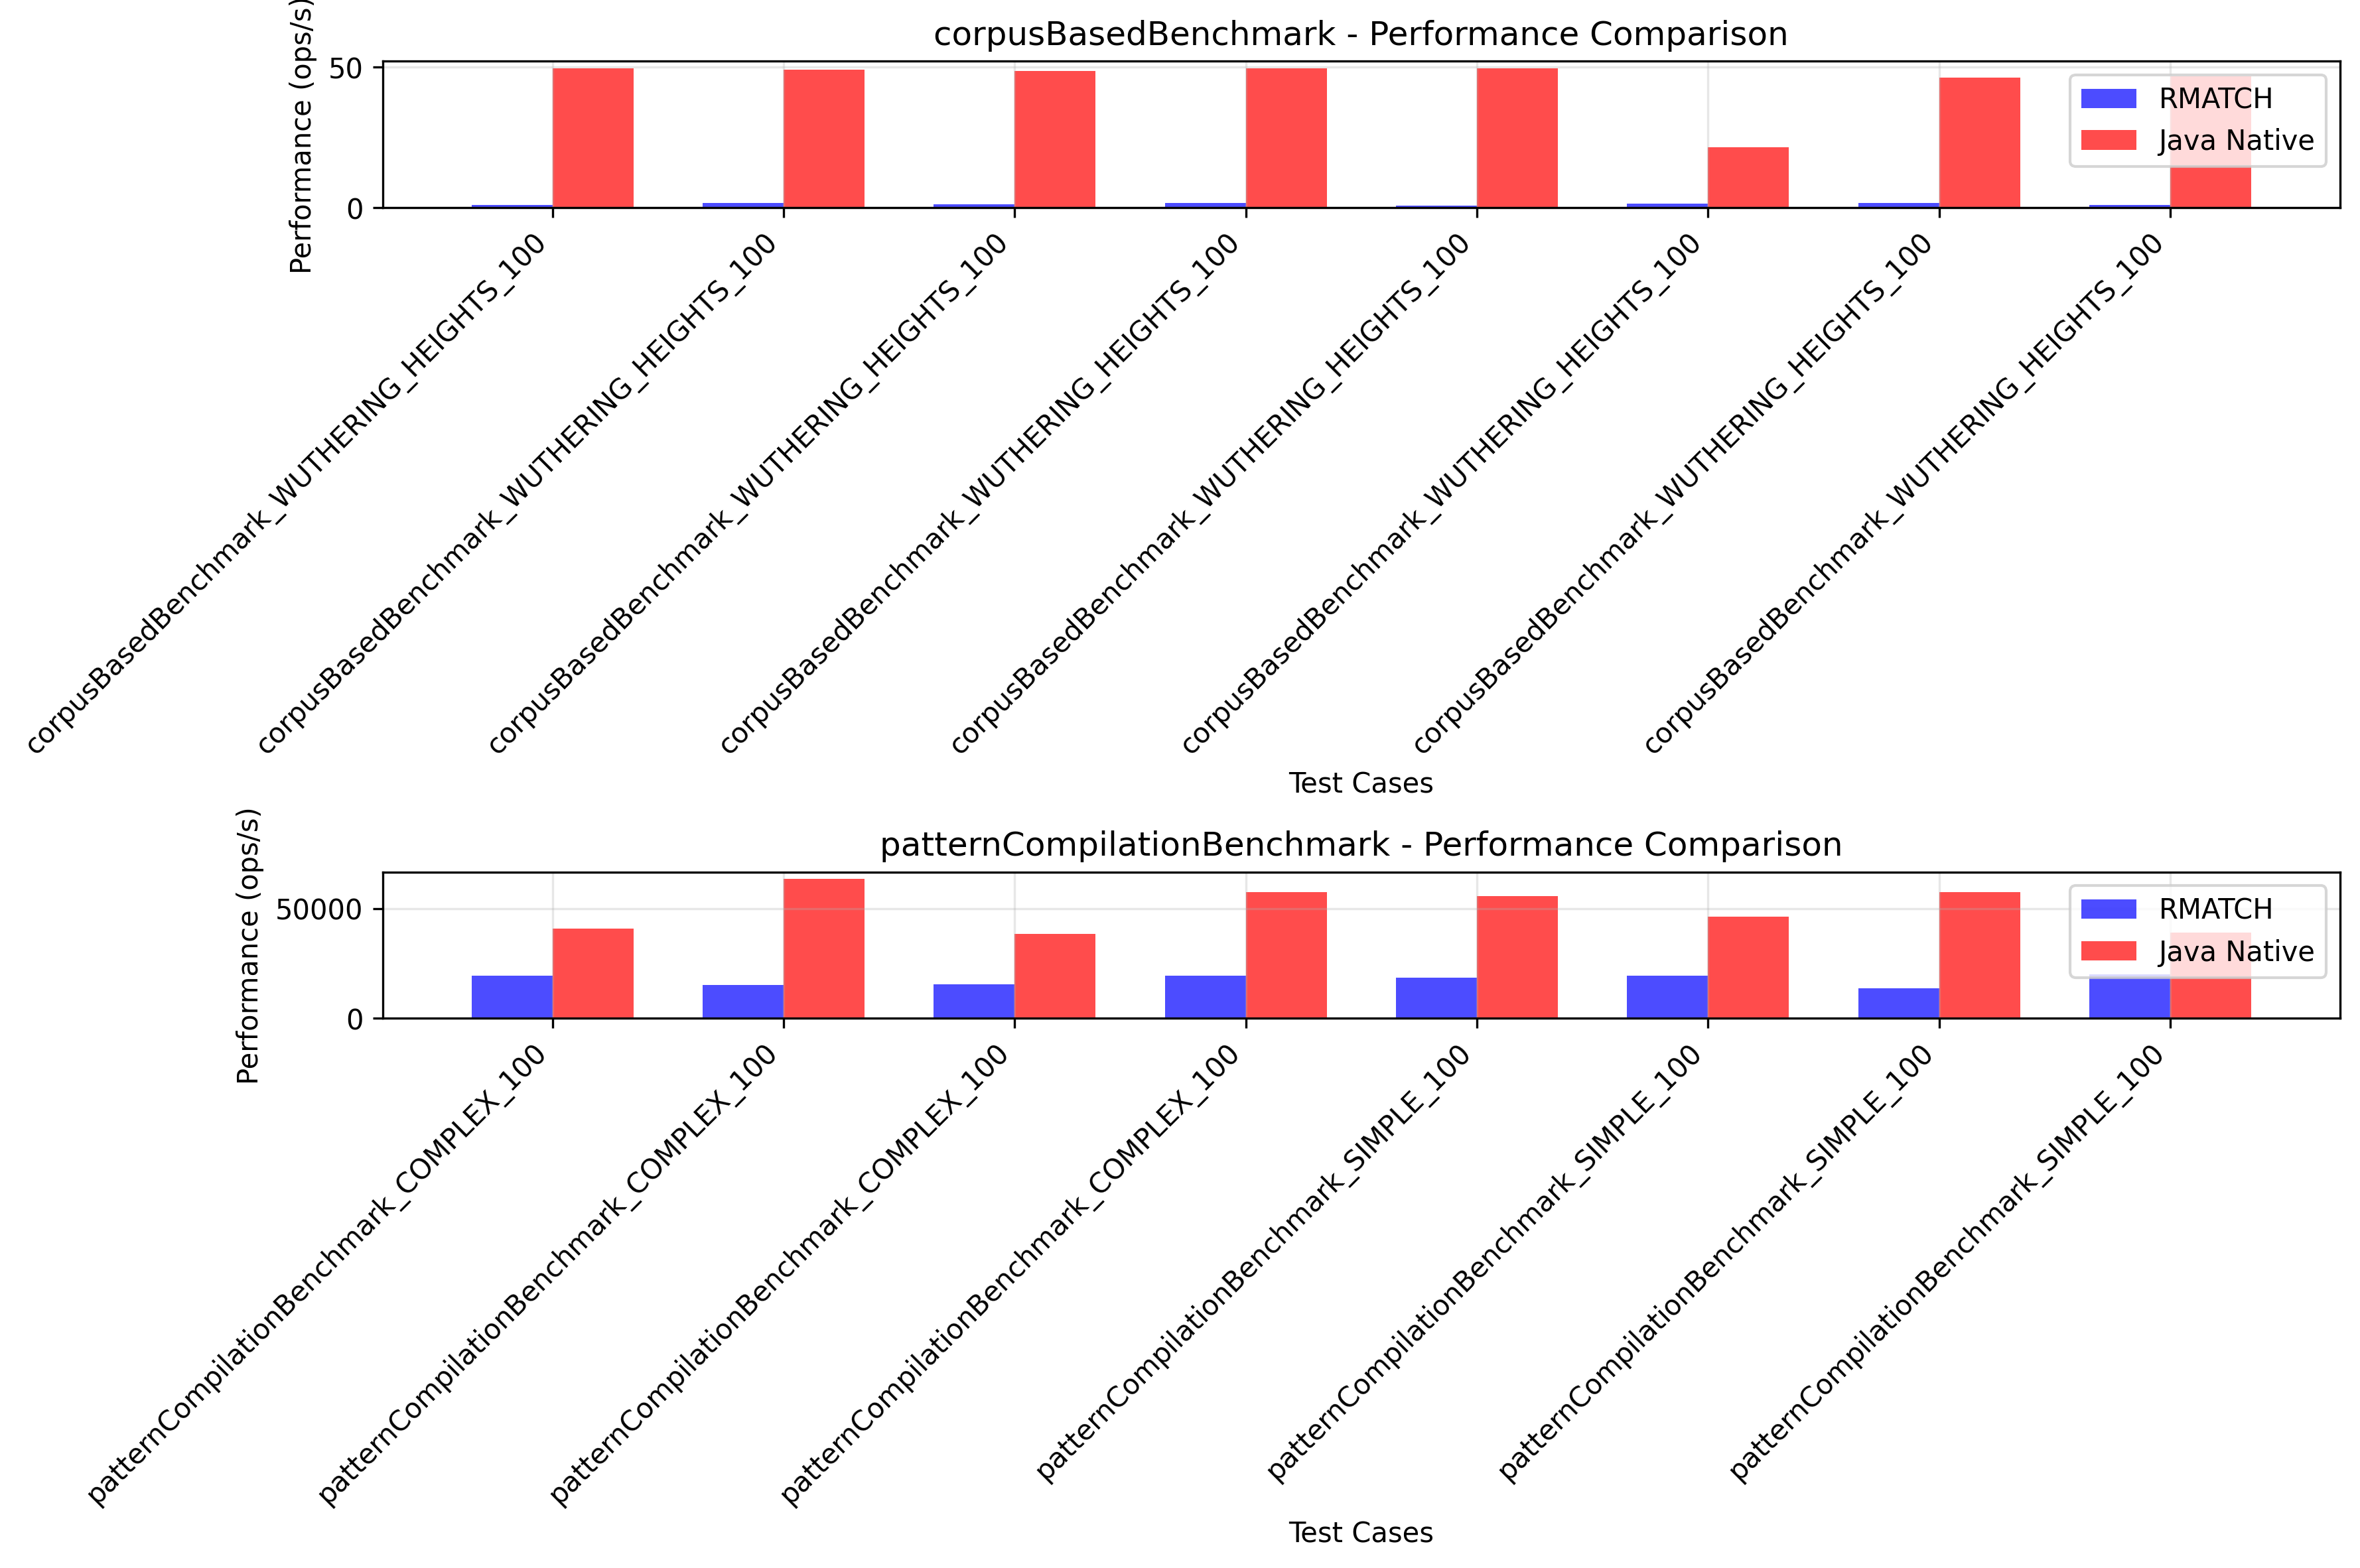 corpusBasedBenchmark - Performance Comparison
Performance (ops/s)
50
0
RMATCH
Java Native
corpusBasedBenchmark_WUTHERING_HEIGHTS_100
corpusBasedBenchmark_WUTHERING_HEIGHTS_100
corpusBasedBenchmark_WUTHERING_HEIGHTS_100
corpusBasedBenchmark_WUTHERING_HEIGHTS_100
corpusBasedBenchmark_WUTHERING_HEIGHTS_100
corpusBasedBenchmark_WUTHERING_HEIGHTS_100
corpusBasedBenchmark_WUTHERING_HEIGHTS_100
corpusBasedBenchmark_WUTHERING_HEIGHTS_100
Test Cases
patternCompilationBenchmark - Performance Comparison
Performance (ops/s)
50000
0
RMATCH
Java Native
patternCompilationBenchmark_COMPLEX_100
patternCompilationBenchmark_COMPLEX_100
patternCompilationBenchmark_COMPLEX_100
patternCompilationBenchmark_COMPLEX_100
patternCompilationBenchmark_SIMPLE_100
patternCompilationBenchmark_SIMPLE_100
patternCompilationBenchmark_SIMPLE_100
patternCompilationBenchmark_SIMPLE_100
Test Cases